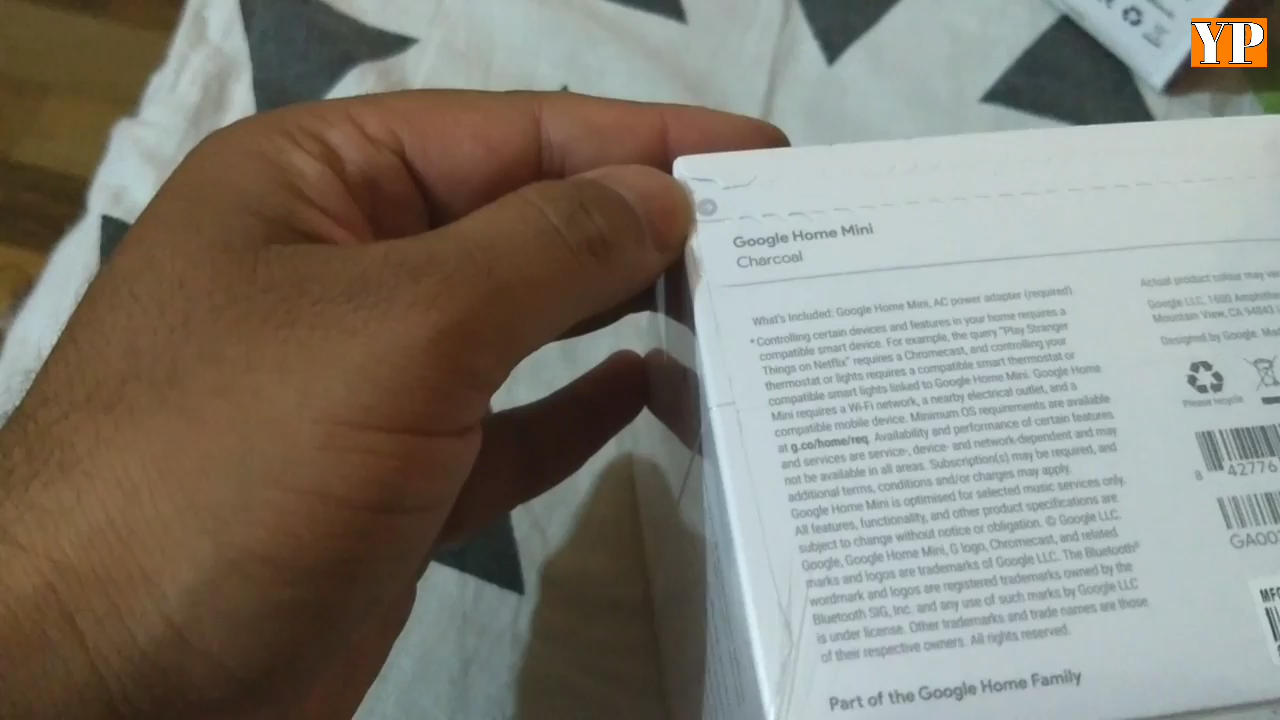 YP
Google Home Mini
Charcoal
What's Included: Google Home Mini, AC power adapter (required)
*Controlling certain devices and features in your home requires a
compatible smart device. For example, the query "Play Stranger
Things on Netflix" requires a Chromecast, and controlling your
thermostat or lights requires a compatible smart thermostat or
compatible smart lights linked to Google Home Mini. Google Home
Mini requires a Wi-Fi network, a nearby electrical outlet, and a
compatible mobile device. Minimum OS requirements are available
at g.co/home/req. Availability and performance of certain features
and services are service-, device- and network-dependent and may
not be available in all areas. Subscription(s) may be required, and
additional terms, conditions and/or charges may apply.
Google Home Mini is optimised for selected music services only.
All features, functionality, and other product specifications are
subject to change without notice or obligation. © Google LLC.
Google, Google Home Mini, G logo, Chromecast, and related
marks and logos are trademarks of Google LLC. The Bluetooth®
wordmark and logos are registered trademarks owned by the
Bluetooth SIG, Inc. and any use of such marks by Google LLC
is under license. Other trademarks and trade names are those
of their respective owners. All rights reserved.
Part of the Google Home Family
Actual product colour may
Google LLC, 1600
Mountain View, CA 94043
Designed by Google.
Please recycle
8 42776
GA00
MFG